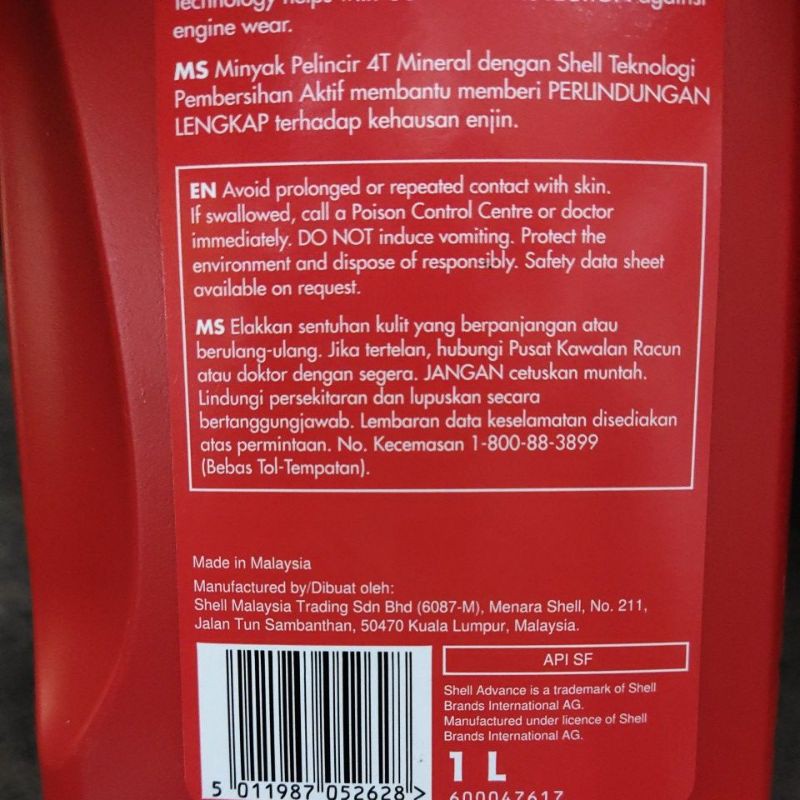 engine wear.
MS Minyak Pelincir 4T Mineral dengan Shell Teknologi
Pembersihan Aktif membantu memberi PERLINDUNGAN
LENGKAP terhadap kehausan enjin.
EN Avoid prolonged or repeated contact with skin.
If swallowed, call a Poison Control Centre or doctor
immediately. DO NOT induce vomiting. Protect the
environment and dispose of responsibly. Safety data sheet
available on request.
MS Elakkan sentuhan kulit yang berpanjangan atau
berulang-ulang. Jika tertelan, hubungi Pusat Kawalan Racun
atau doktor dengan segera. JANGAN cetuskan muntah.
Lindungi persekitaran dan lupuskan secara
bertanggungjawab. Lembaran data keselamatan disediakan
atas permintaan. No. Kecemasan 1-800-88-3899
(Bebas Tol-Tempatan).
Made in Malaysia
Manufactured by/Dibuat oleh:
Shell Malaysia Trading Sdn Bhd (6087-M), Menara Shell, No. 211,
Jalan Tun Sambanthan, 50470 Kuala Lumpur, Malaysia.
API SF
Shell Advance is a trademark of Shell
Brands International AG.
Manufactured under licence of Shell
Brands International AG.
1 L
5 011987 052628 >